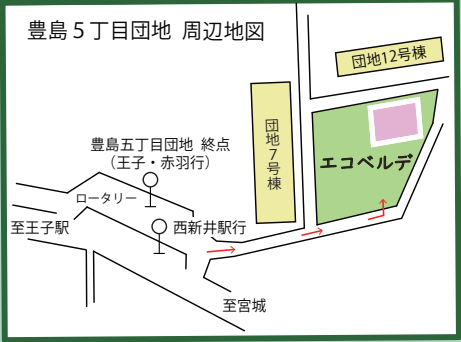 豊島５丁目団地 周辺地図
団地12号棟
団地７号棟
エコベルデ
豊島五丁目団地 終点
（王子・赤羽行）
ロータリー
西新井駅行
至王子駅
至宮城